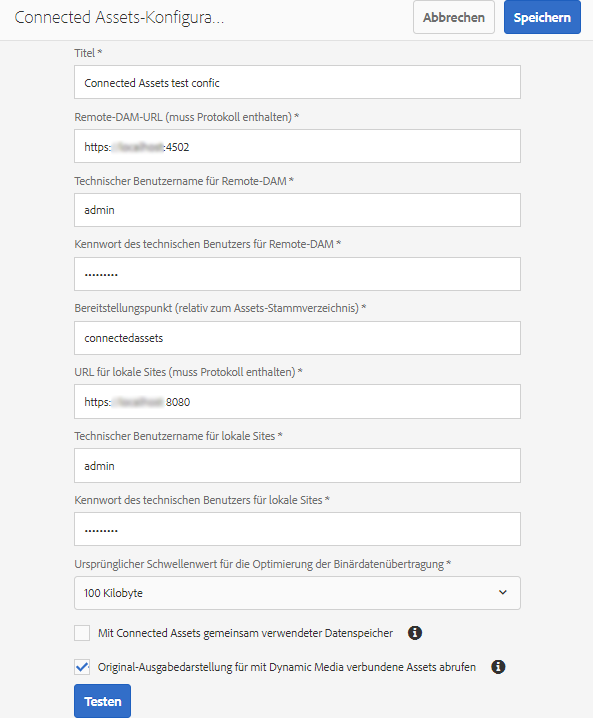 Connected Assets-Konfigura...
Abbrechen
Speichern
Titel *
Connected Assets test confic
Remote-DAM-URL (muss Protokoll enthalten) *
https: :4502
Technischer Benutzername für Remote-DAM *
admin
Kennwort des technischen Benutzers für Remote-DAM *
•••••••••
Bereitstellungspunkt (relativ zum Assets-Stammverzeichnis) *
connectedassets
URL für lokale Sites (muss Protokoll enthalten) *
https: 8080
Technischer Benutzername für lokale Sites *
admin
Kennwort des technischen Benutzers für lokale Sites *
•••••••••
Ursprünglicher Schwellenwert für die Optimierung der Binärdatenübertragung *
100 Kilobyte
Mit Connected Assets gemeinsam verwendeter Datenspeicher
Original-Ausgabedarstellung für mit Dynamic Media verbundene Assets abrufen
Testen